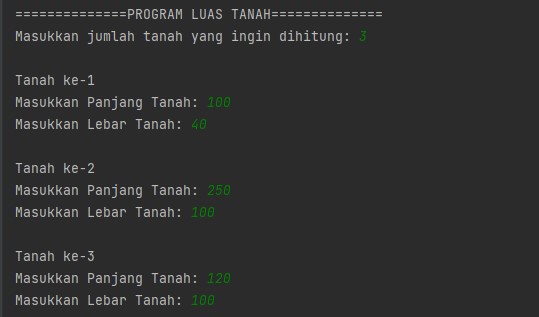 ==============PROGRAM LUAS TANAH==============
Masukkan jumlah tanah yang ingin dihitung: 3
Tanah ke-1
Masukkan Panjang Tanah: 100
Masukkan Lebar Tanah: 40
Tanah ke-2
Masukkan Panjang Tanah: 250
Masukkan Lebar Tanah: 100
Tanah ke-3
Masukkan Panjang Tanah: 120
Masukkan Lebar Tanah: 100